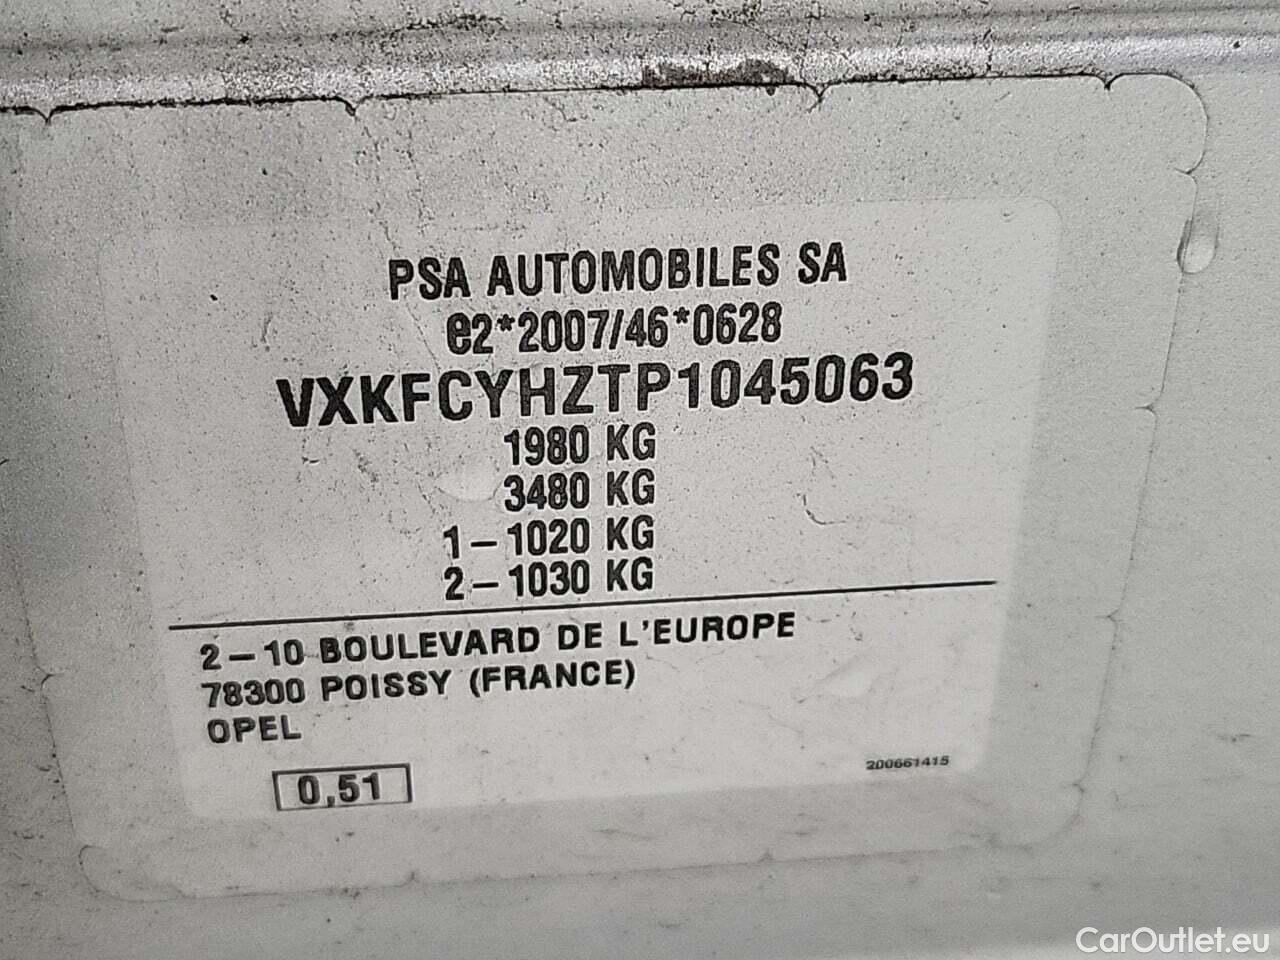 PSA AUTOMOBILES SA
e2*2007/46*0628
VXKFCYHZTP1045063
1980 KG
3480 KG
1-1020 KG
2-1030 KG
2-10 BOULEVARD DE L'EUROPE
78300 POISSY (FRANCE)
OPEL
0,51
200661415
CarOutlet.eu